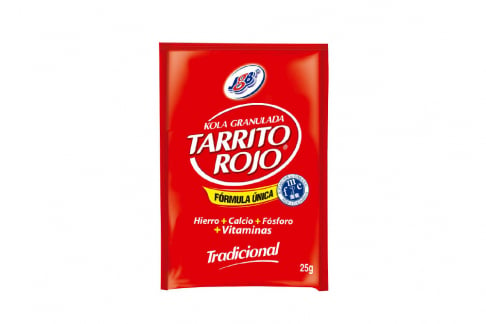 JGB
KOLA GRANULADA
TARRITO
ROJO®
FÓRMULA ÚNICA
Hierro + Calcio + Fósforo
+ Vitaminas
Tradicional
25g